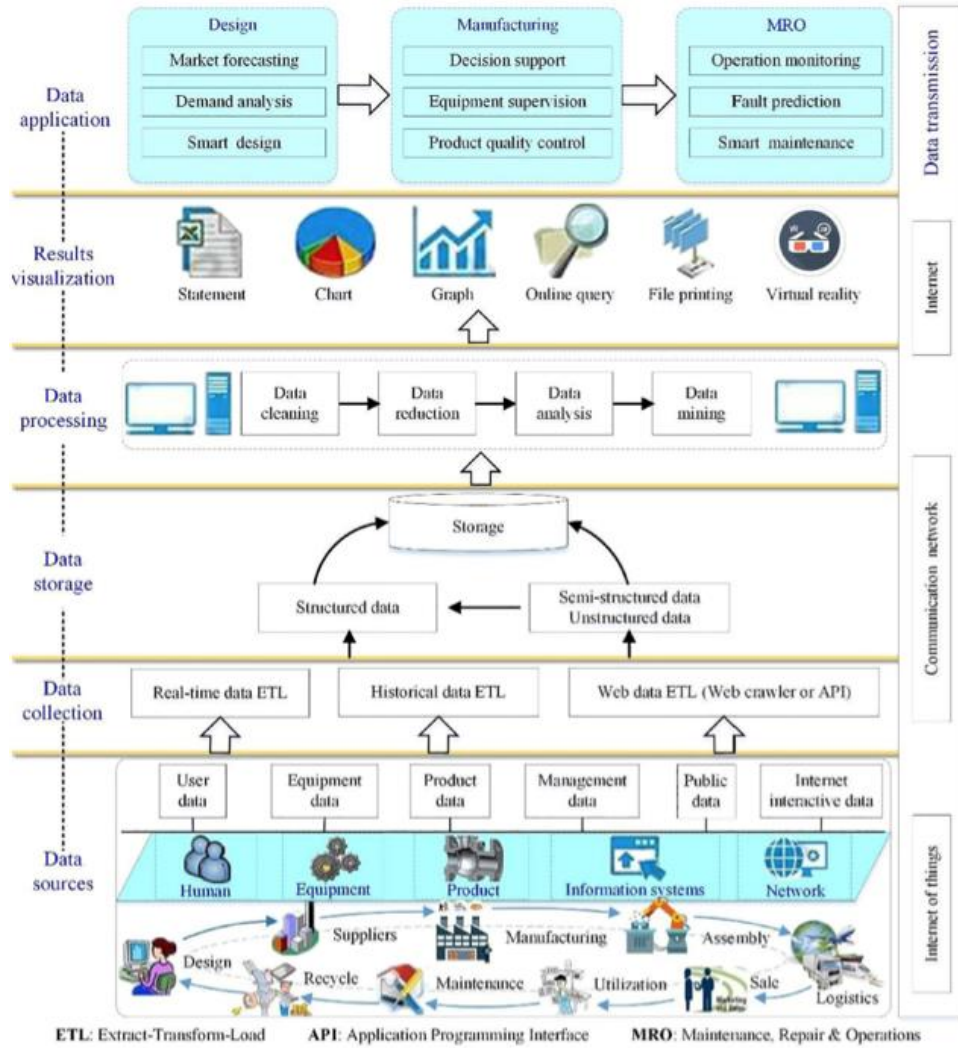 Design
Manufacturing
MRO
Market forecasting
Decision support
Operation monitoring
Data
application
Demand analysis
Equipment supervision
Fault prediction
Smart design
Product quality control
Smart maintenance
Data transmission
Results
visualization
Statement
Chart
Graph
Online query
File printing
Virtual reality
Internet
Data
processing
Data
cleaning
Data
reduction
Data
analysis
Data
mining
Data
storage
Storage
Structured data
Semi-structured data
Unstructured data
Communication network
Data
collection
Real-time data ETL
Historical data ETL
Web data ETL (Web crawler or API)
Data
sources
User
data
Equipment
data
Product
data
Management
data
Public
data
Internet
interactive data
Human
Equipment
Product
Information systems
Network
Internet of things
Design
Suppliers
Manufacturing
Assembly
Recycle
Maintenance
Utilization
Sale
Logistics
ETL: Extract-Transform-Load
API: Application Programming Interface
MRO: Maintenance, Repair & Operations